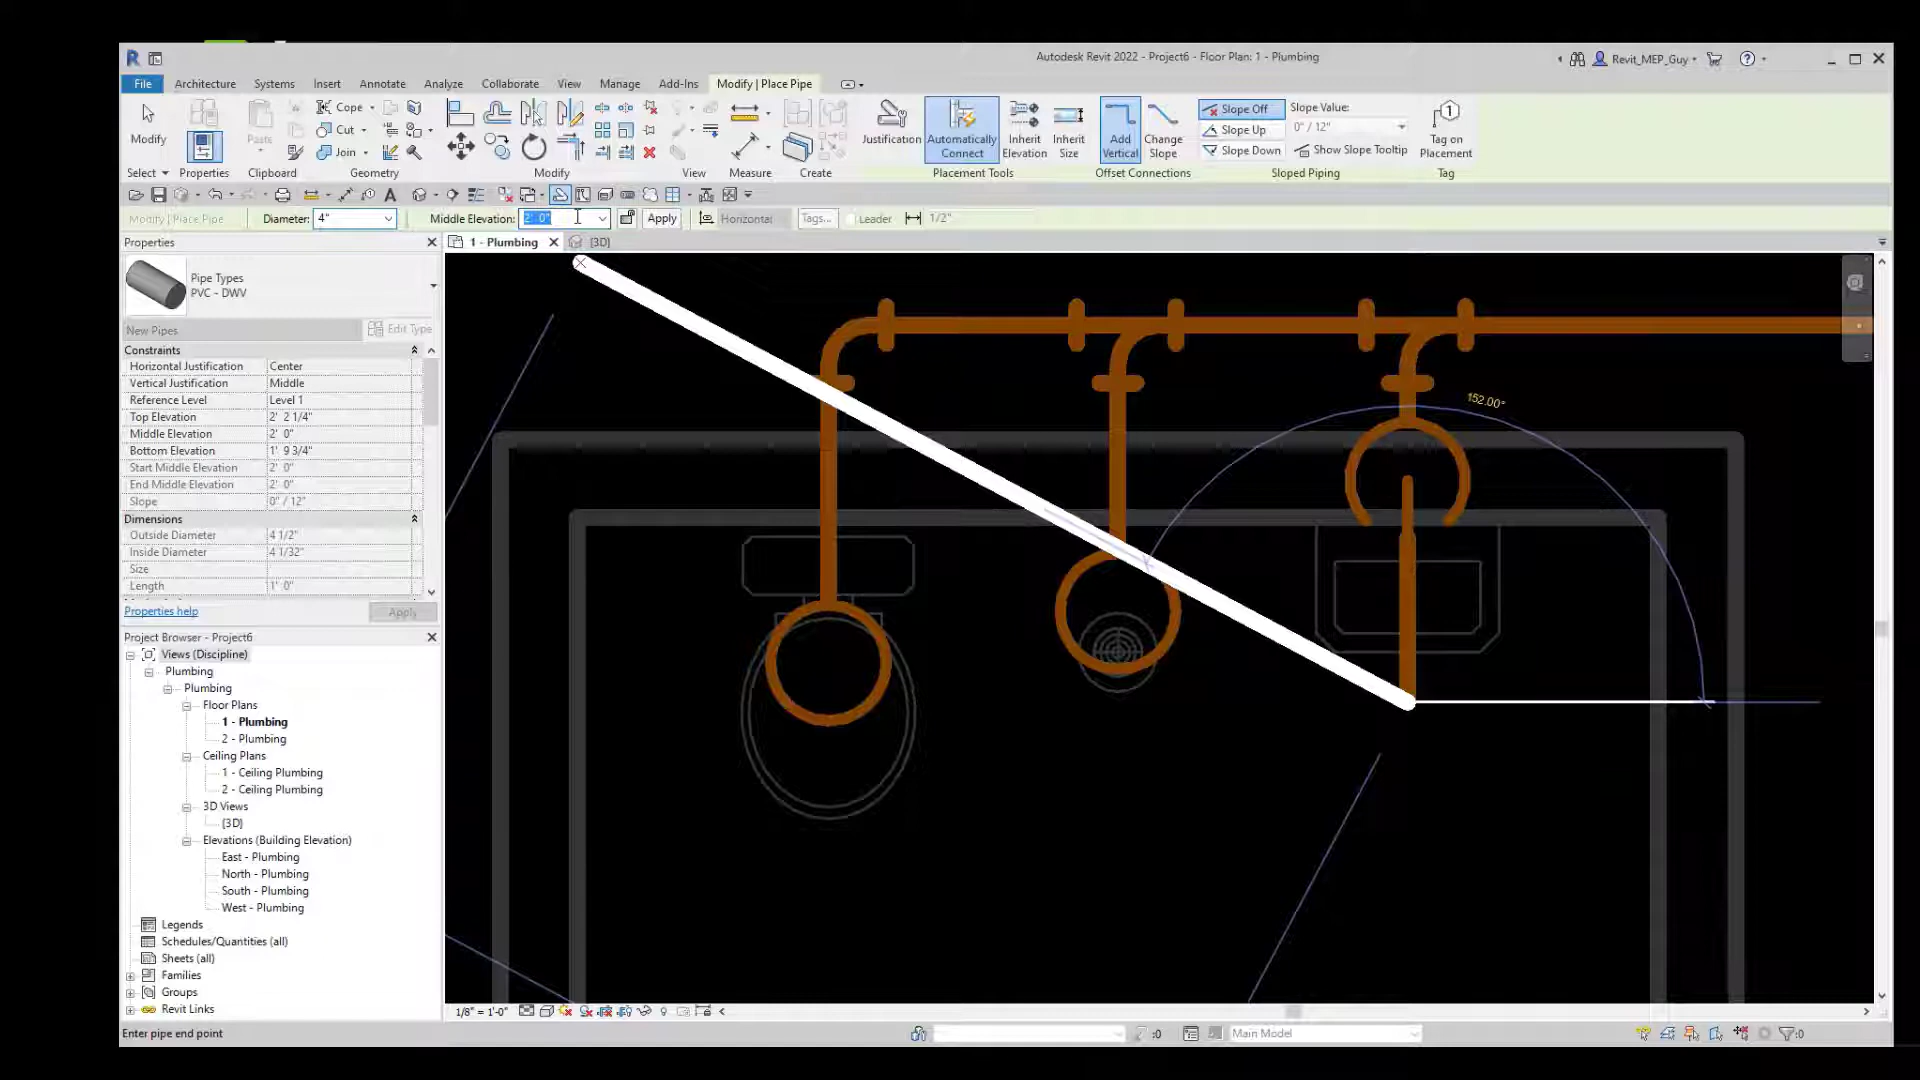 Autodesk Revit 2022 - Project6 - Floor Plan: 1 - Plumbing
Revit_MEP_Guy
File Architecture Systems Insert Annotate Analyze Collaborate View Manage Add-Ins Modify | Place Pipe
Modify
Paste
Cope
Cut
Join
Justification
Automatically Connect
Inherit Elevation
Inherit Size
Add Vertical
Change Slope
Slope Off
Slope Up
Slope Down
Slope Value:
0" / 12"
Show Slope Tooltip
Tag on Placement
Select Properties Clipboard Geometry Modify View Measure Create Placement Tools Offset Connections Sloped Piping Tag
Modify | Place Pipe Diameter: 4" Middle Elevation: 2' 0" Apply Horizontal Tags... Leader 1/2"
Properties
1 - Plumbing
{3D}
Pipe Types
PVC - DWV
New Pipes Edit Type
Constraints
Horizontal Justification Center
Vertical Justification Middle
Reference Level Level 1
Top Elevation 2' 2 1/4"
Middle Elevation 2' 0"
Bottom Elevation 1' 9 3/4"
Start Middle Elevation 2' 0"
End Middle Elevation 2' 0"
Slope 0" / 12"
Dimensions
Outside Diameter 4 1/2"
Inside Diameter 4 1/32"
Size
Length 1' 0"
Properties help Apply
152.00°
Project Browser - Project6
Views (Discipline)
Plumbing
Plumbing
Floor Plans
1 - Plumbing
2 - Plumbing
Ceiling Plans
1 - Ceiling Plumbing
2 - Ceiling Plumbing
3D Views
{3D}
Elevations (Building Elevation)
East - Plumbing
North - Plumbing
South - Plumbing
West - Plumbing
Legends
Schedules/Quantities (all)
Sheets (all)
Families
Groups
Revit Links
1/8" = 1'-0"
Enter pipe end point
:0
Main Model
:0